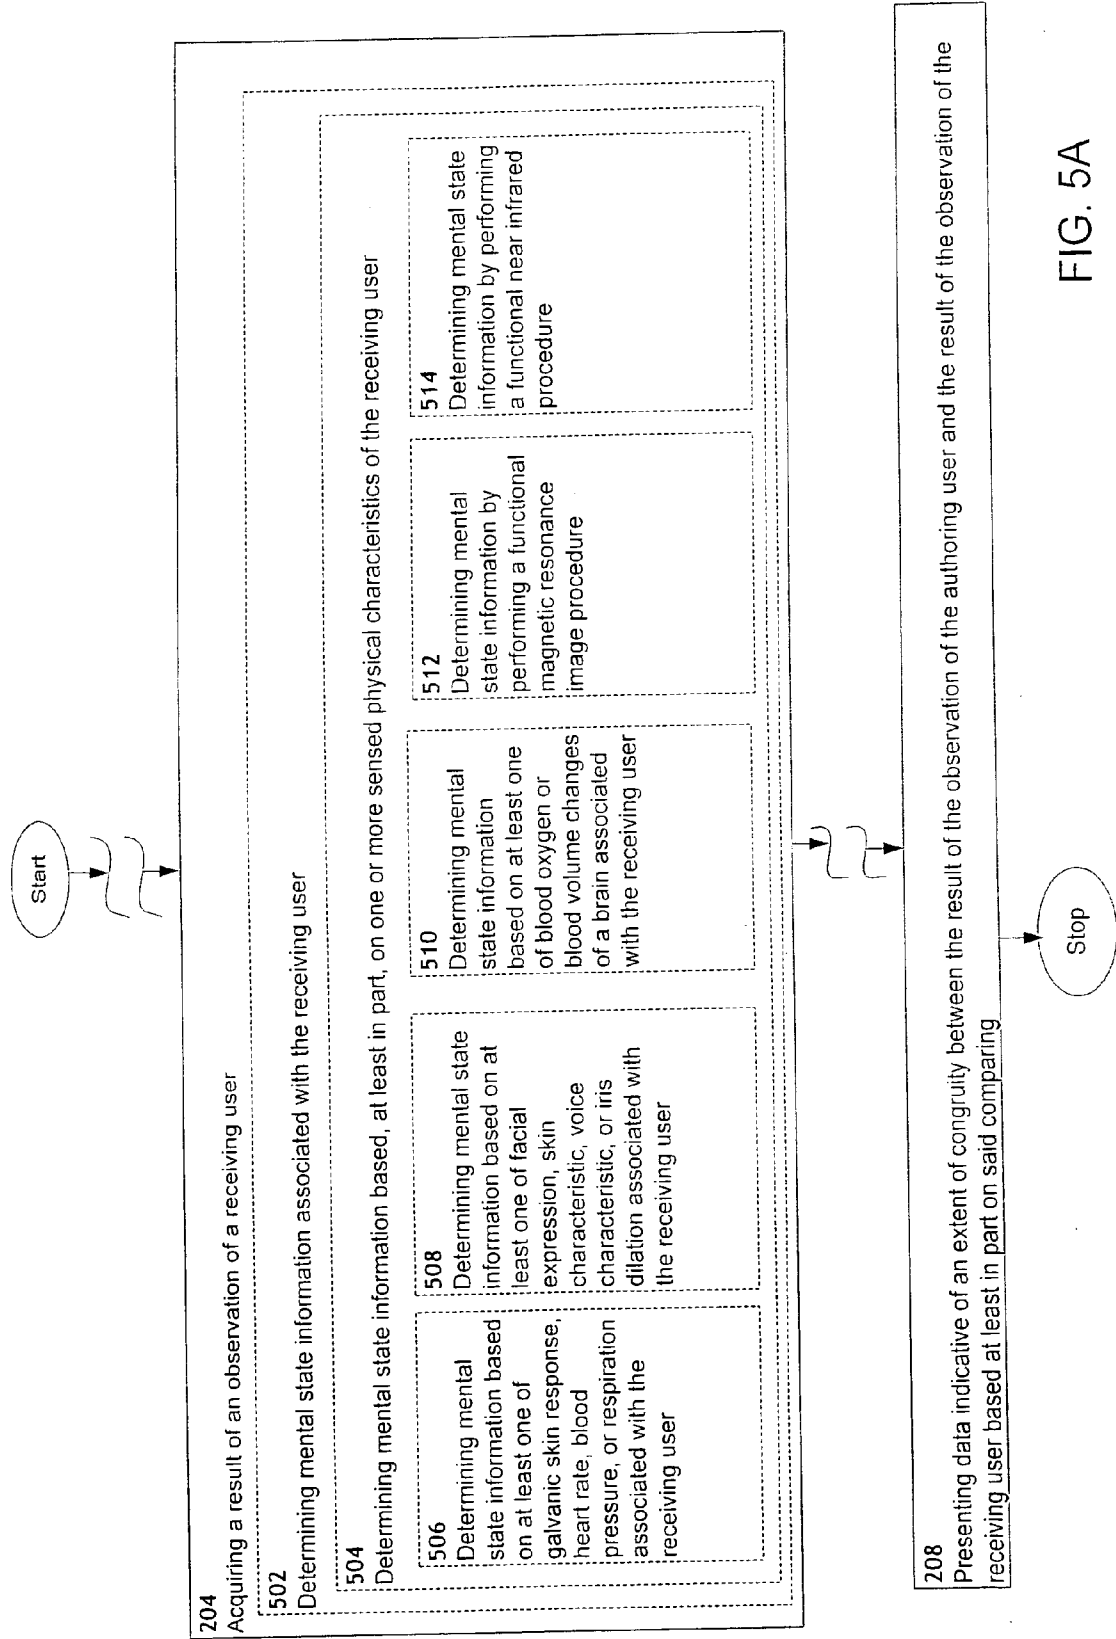 Start
204
Acquiring a result of an observation of a receiving user
502
Determining mental state information associated with the receiving user
504
Determining mental state information based, at least in part, on one or more sensed physical characteristics of the receiving user
506
Determining mental
state information based
on at least one of
galvanic skin response,
heart rate, blood
pressure, or respiration
associated with the
receiving user
508
Determining mental state
information based on at
least one of facial
expression, skin
characteristic, voice
characteristic, or iris
dilation associated with
the receiving user
510
Determining mental
state information
based on at least one
of blood oxygen or
blood volume changes
of a brain associated
with the receiving user
512
Determining mental
state information by
performing a functional
magnetic resonance
image procedure
514
Determining mental state
information by performing
a functional near infrared
procedure
208
Presenting data indicative of an extent of congruity between the result of the observation of the authoring user and the result of the observation of the
receiving user based at least in part on said comparing
Stop
FIG. 5A